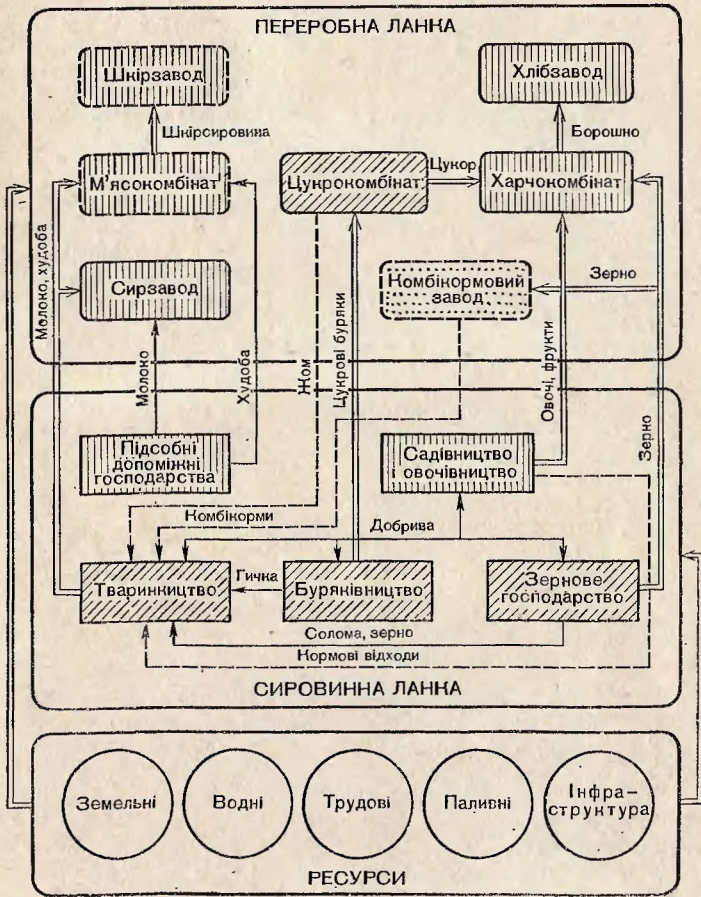 ПЕРЕРОБНА ЛАНКА
Шкірзавод
Хлібзавод
Шкірсировина
Борошно
М'ясокомбінат
Цукрокомбінат
Цукор
Харчокомбінат
Молоко, худоба
Сирзавод
Комбікормовий
завод
Зерно
Молоко
Худоба
Жом
Цукрові буряки
Овочі, фрукти
Зерно
Підсобні
допоміжні
господарства
Садівництво
овочівництво
Комбікорми
Добрива
Тваринництво
Гичка
Буряківництво
Зернове
господарство
Солома, зерно
Кормові відходи
СИРОВИННА ЛАНКА
Земельні
Водні
Трудові
Паливні
Інфра-
структура
РЕСУРСИ